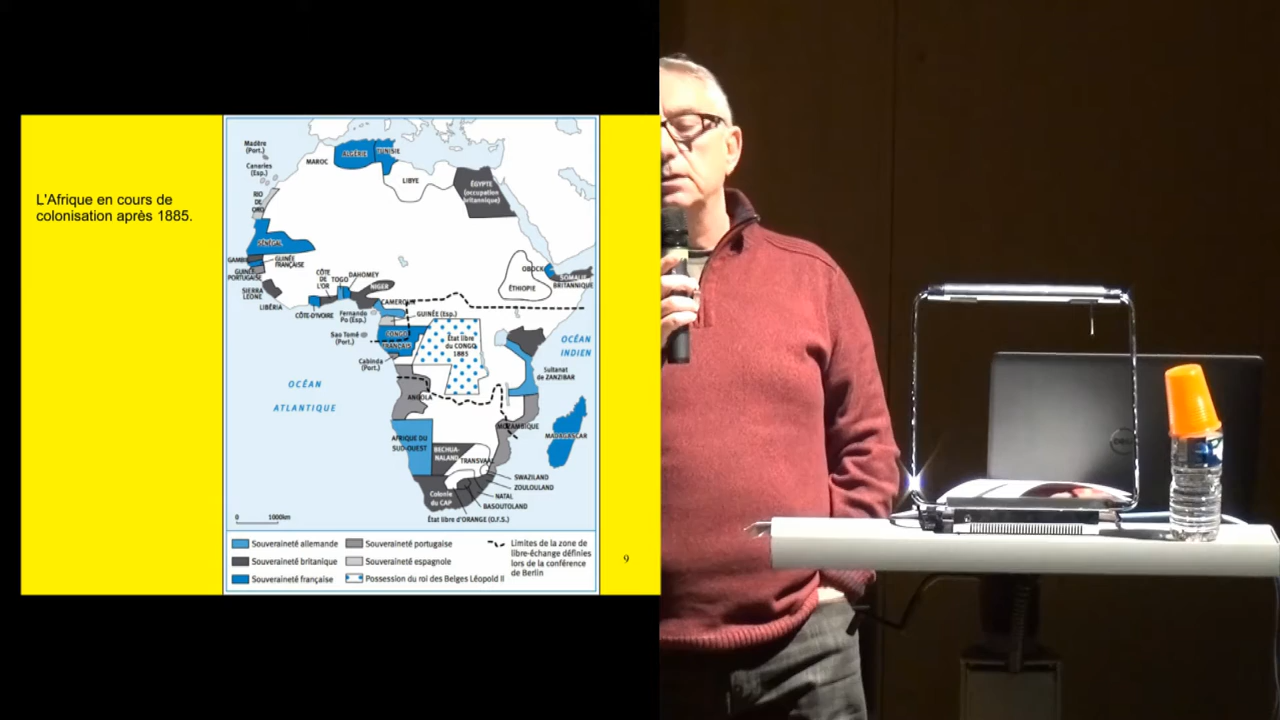 L'Afrique en cours de
colonisation après 1885.
Madère
(Port.)
Canaries
(Esp.)
MAROC
ALGÉRIE
TUNISIE
LIBYE
ÉGYPTE
(occupation
britannique)
RIO
DE
ORO
SÉNÉGAL
GAMBIE
GUINÉE
FRANÇAISE
GUINÉE
PORTUGAISE
SIERRA
LEONE
LIBÉRIA
CÔTE
DE
L'OR
TOGO
DAHOMEY
NIGER
CÔTE-D'IVOIRE
Fernando
Po (Esp.)
CAMEROUN
GUINÉE (Esp.)
Sao Tomé
(Port.)
CONGO
FRANÇAIS
Cabinda
(Port.)
État libre
du CONGO
1885
OBOCK
SOMALIE
BRITANNIQUE
ÉTHIOPIE
OCÉAN
INDIEN
Sultanat
de ZANZIBAR
OCÉAN
ATLANTIQUE
ANGOLA
MOZAMBIQUE
MADAGASCAR
AFRIQUE DU
SUD-OUEST
BECHUA-
NALAND
TRANSVAAL
SWAZILAND
ZOULOULAND
NATAL
BASOUTOLAND
Colonie
du CAP
État libre d'ORANGE (O.F.S.)
0 1000km
Souveraineté allemande
Souveraineté britanique
Souveraineté française
Souveraineté portugaise
Souveraineté espagnole
Possession du roi des Belges Léopold II
Limites de la zone de
libre-échange définies
lors de la conférence
de Berlin
9
DELL